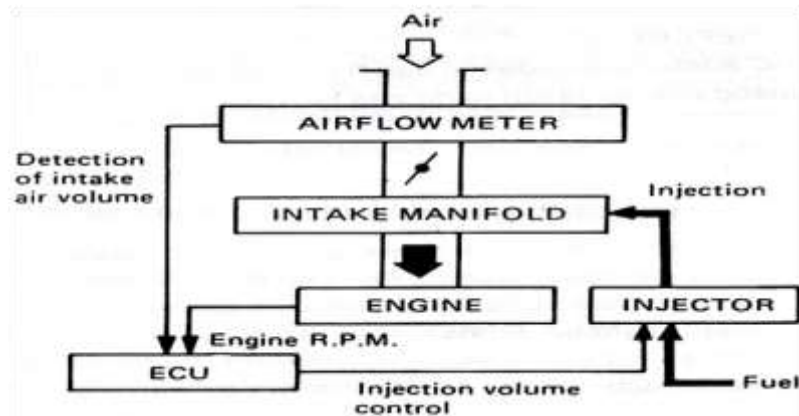 Air
AIRFLOW METER
Detection
of intake
air volume
Injection
INTAKE MANIFOLD
ENGINE
INJECTOR
Engine R.P.M.
ECU
Injection volume
control
Fuel